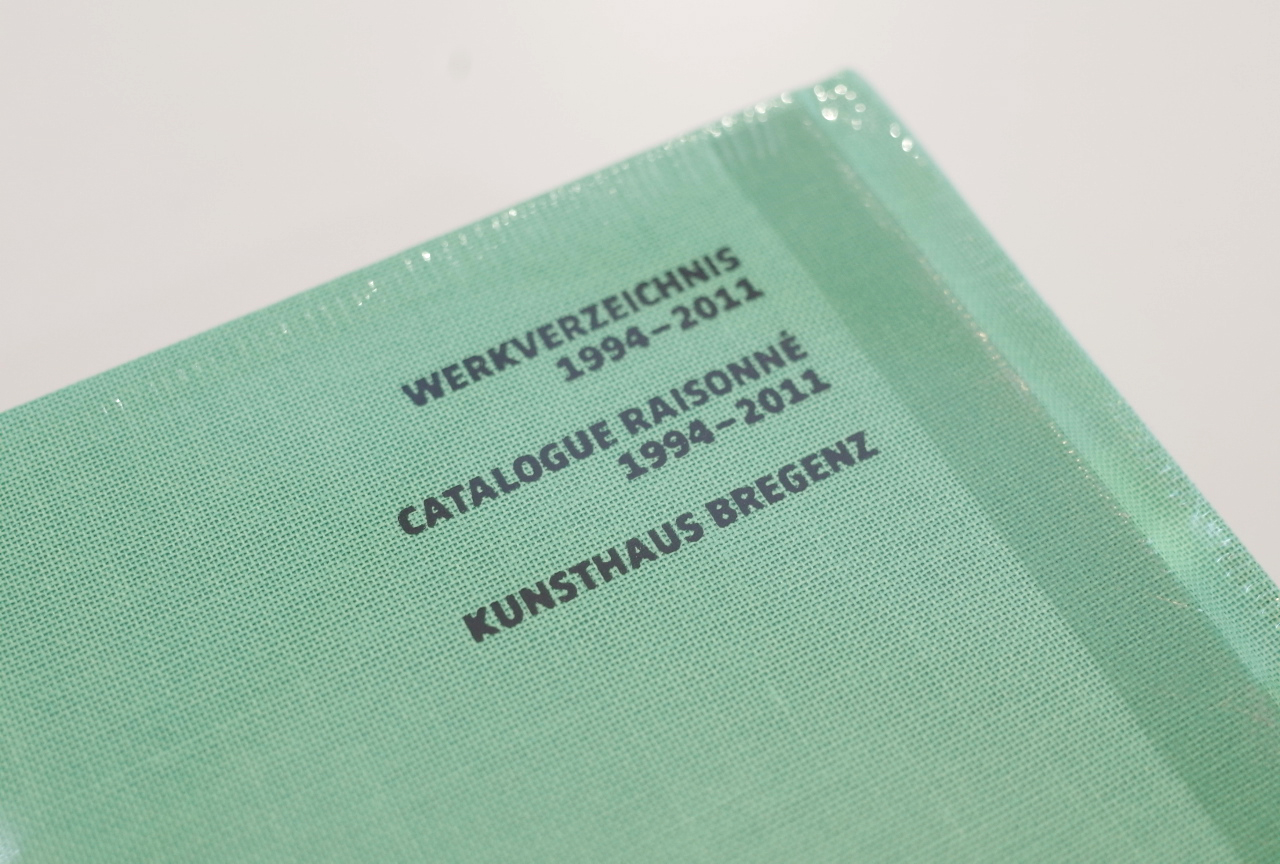 WERKVERZEICHNIS
1994–2011
CATALOGUE RAISONNÉ
1994–2011
KUNSTHAUS BREGENZ